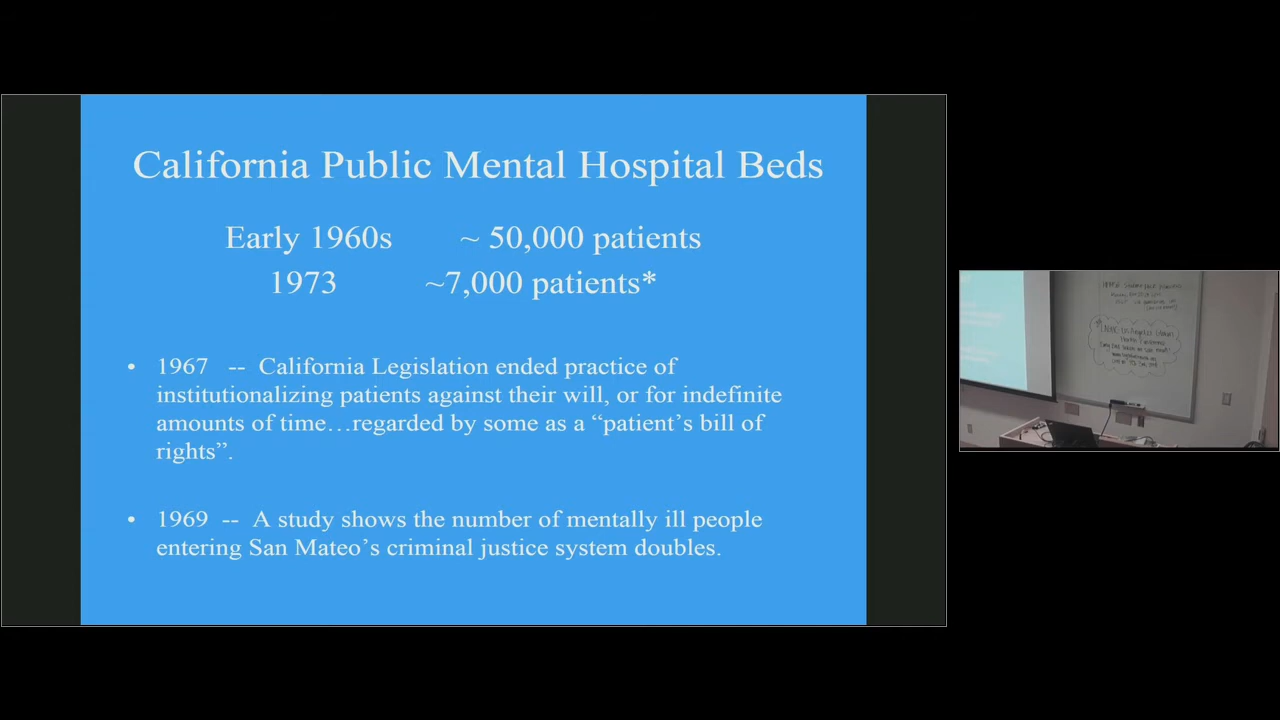 California Public Mental Hospital Beds
Early 1960s ~ 50,000 patients
1973 ~7,000 patients*
• 1967 -- California Legislation ended practice of
institutionalizing patients against their will, or for indefinite
amounts of time…regarded by some as a “patient’s bill of
rights”.
• 1969 -- A study shows the number of mentally ill people
entering San Mateo’s criminal justice system doubles.